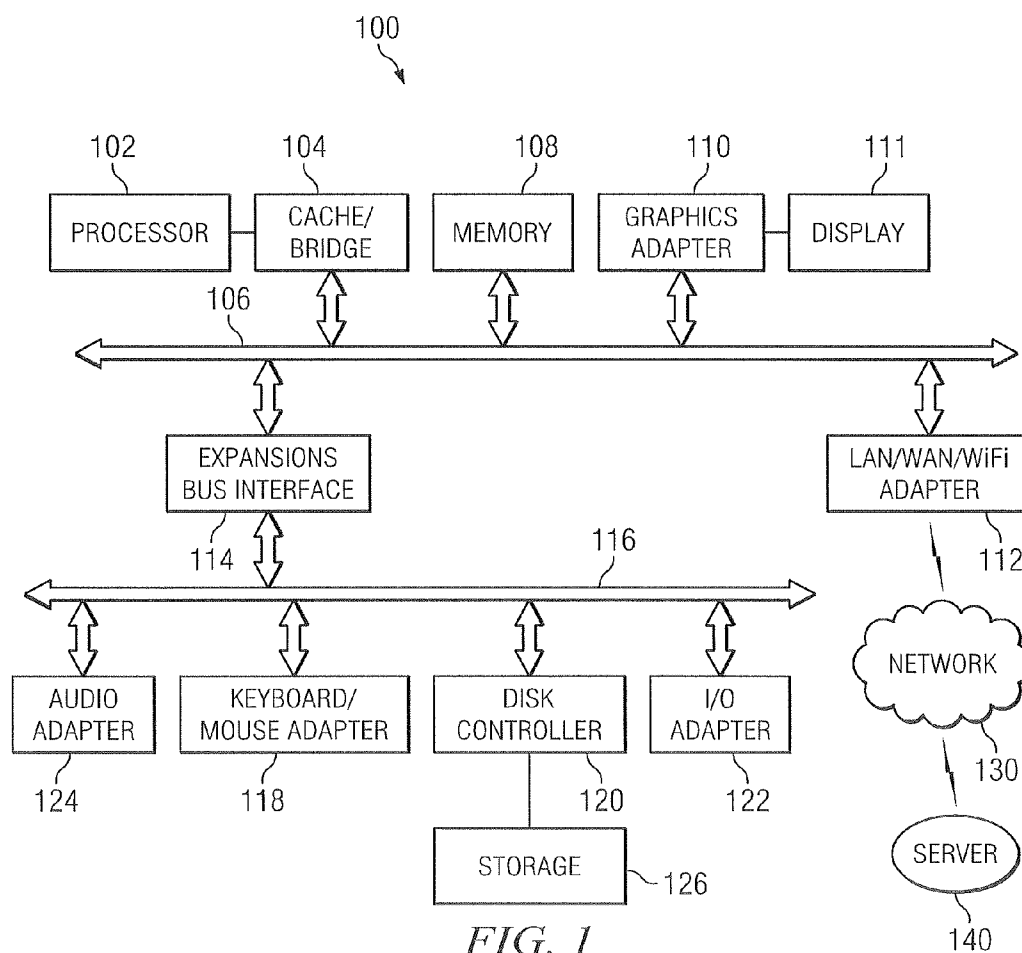 100
102
104
108
110
111
PROCESSOR
CACHE/
BRIDGE
MEMORY
GRAPHICS
ADAPTER
DISPLAY
106
EXPANSIONS
BUS INTERFACE
LAN/WAN/WiFi
ADAPTER
114
116
112
NETWORK
AUDIO
ADAPTER
KEYBOARD/
MOUSE ADAPTER
DISK
CONTROLLER
I/O
ADAPTER
130
124
118
120
122
STORAGE
126
SERVER
140
FIG. 1